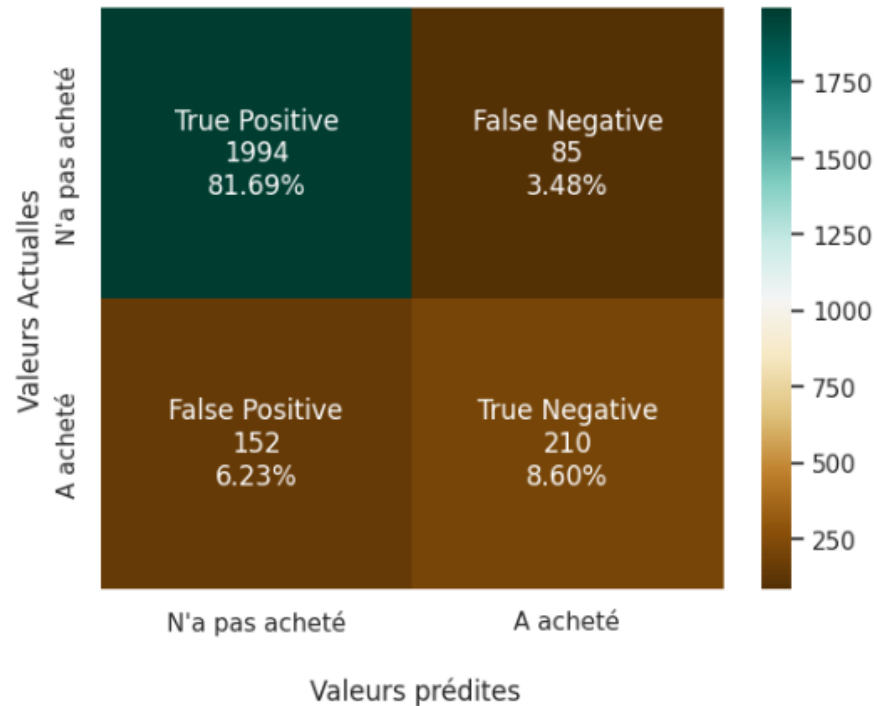 Valeurs Actualles
N'a pas acheté
True Positive
1994
81.69%
False Negative
85
3.48%
A acheté
False Positive
152
6.23%
True Negative
210
8.60%
N'a pas acheté
A acheté
Valeurs prédites
1750
1500
1250
1000
750
500
250